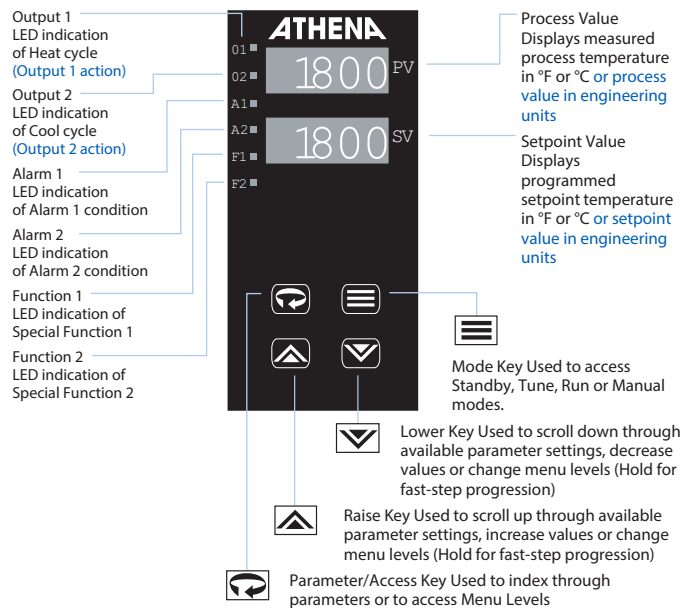 Output 1
LED indication
of Heat cycle
(Output 1 action)
Output 2
LED indication
of Cool cycle
(Output 2 action)
Alarm 1
LED indication
of Alarm 1 condition
Alarm 2
LED indication
of Alarm 2 condition
Function 1
LED indication of
Special Function 1
Function 2
LED indication of
Special Function 2
ATHENA
01
02
A1
A2
F1
F2
1800 PV
1800 SV
Process Value
Displays measured
process temperature
in °F or °C or process
value in engineering
units
Setpoint Value
Displays
programmed
setpoint temperature
in °F or °C or setpoint
value in engineering
units
Mode Key Used to access
Standby, Tune, Run or Manual
modes.
Lower Key Used to scroll down through
available parameter settings, decrease
values or change menu levels (Hold for
fast-step progression)
Raise Key Used to scroll up through available
parameter settings, increase values or change
menu levels (Hold for fast-step progression)
Parameter/Access Key Used to index through
parameters or to access Menu Levels